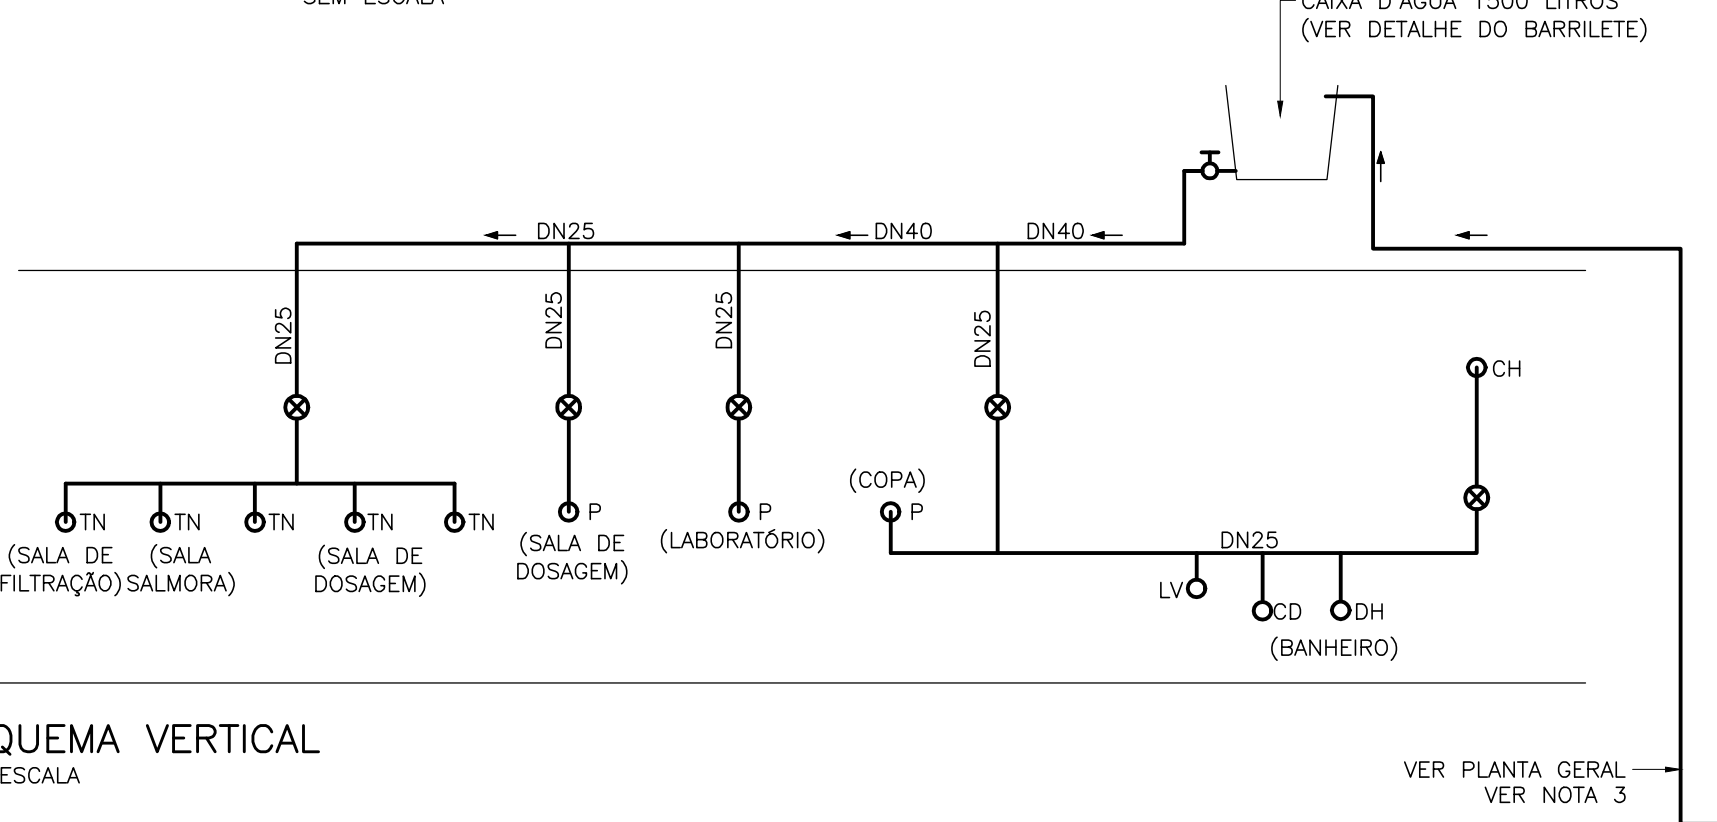 SEM ESCALA
CAIXA D'ÁGUA 1500 LITROS
(VER DETALHE DO BARRILETE)
DN25
DN40
DN40
DN25
DN25
DN25
DN25
CH
(COPA)
P
P
P
TN
TN
TN
TN
TN
(SALA DE
FILTRAÇÃO)
(SALA
SALMORA)
(SALA DE
DOSAGEM)
(SALA DE
DOSAGEM)
(LABORATÓRIO)
DN25
LV
CD
DH
(BANHEIRO)
QUEMA VERTICAL
ESCALA
VER PLANTA GERAL
VER NOTA 3